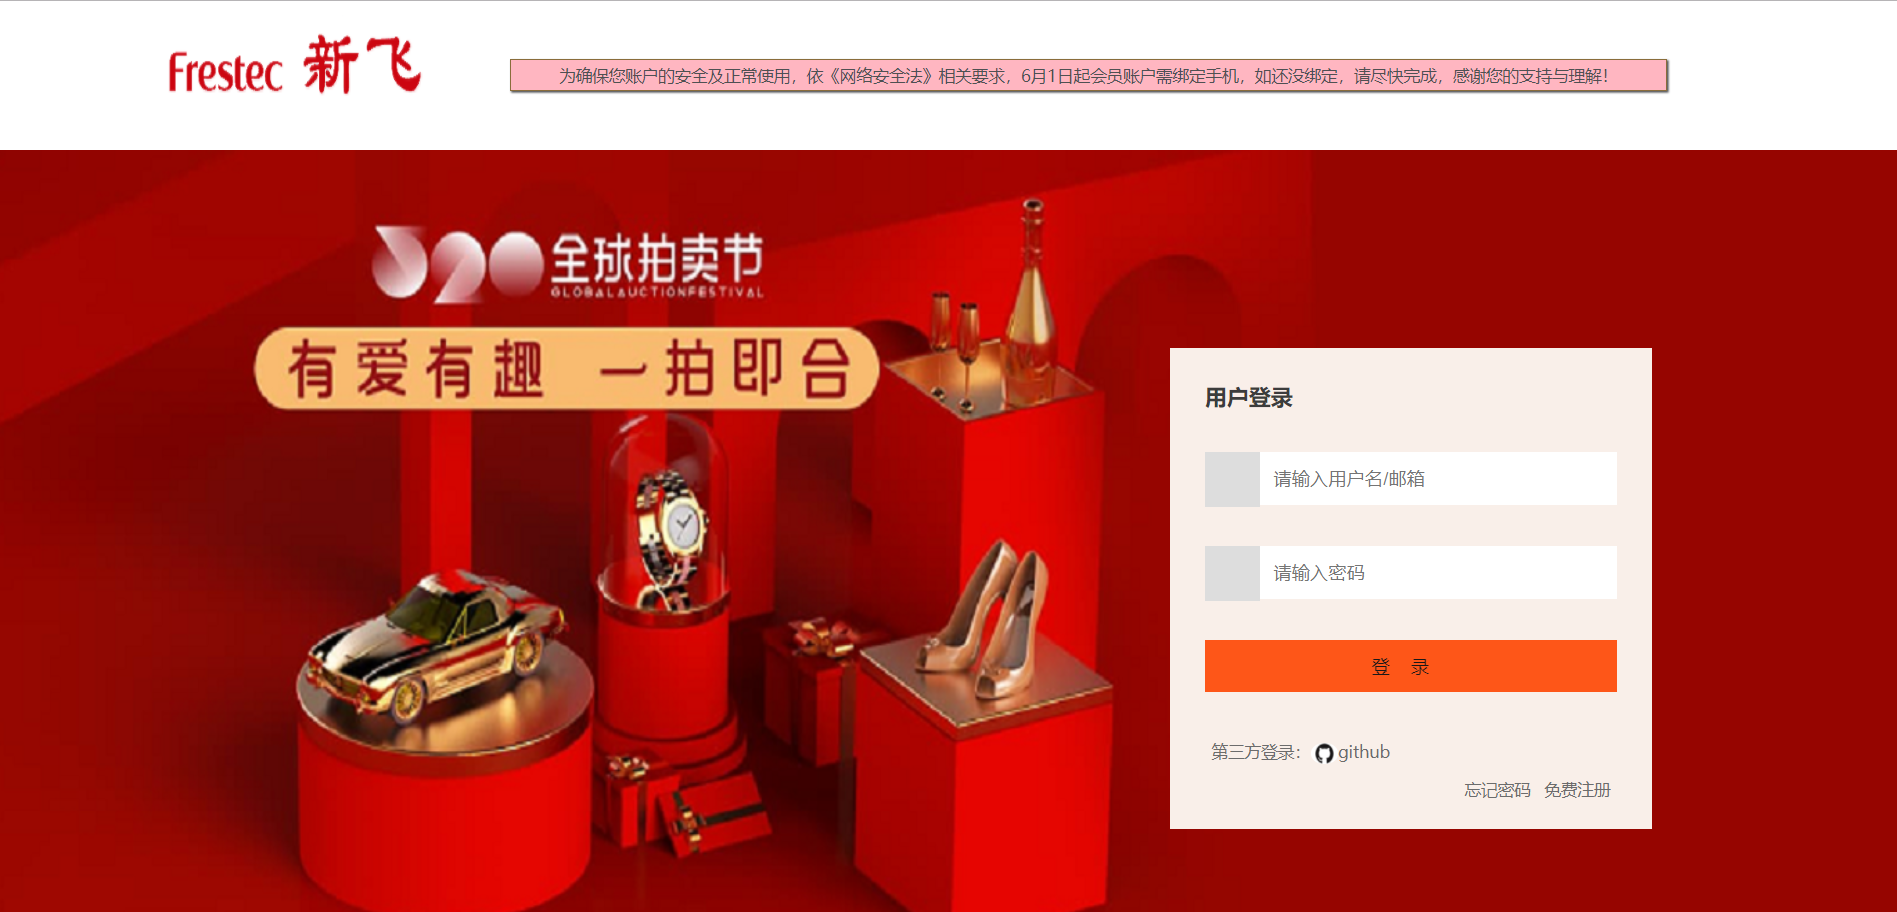 Frestec 新飞
为确保您账户的安全及正常使用，依《网络安全法》相关要求，6月1日起会员账户需绑定手机，如还没绑定，请尽快完成，感谢您的支持与理解！
320 全球拍卖节
GLOBALAUCTIONFESTIVAL
有爱有趣 一拍即合
用户登录
请输入用户名/邮箱
请输入密码
登 录
第三方登录： github
忘记密码 免费注册